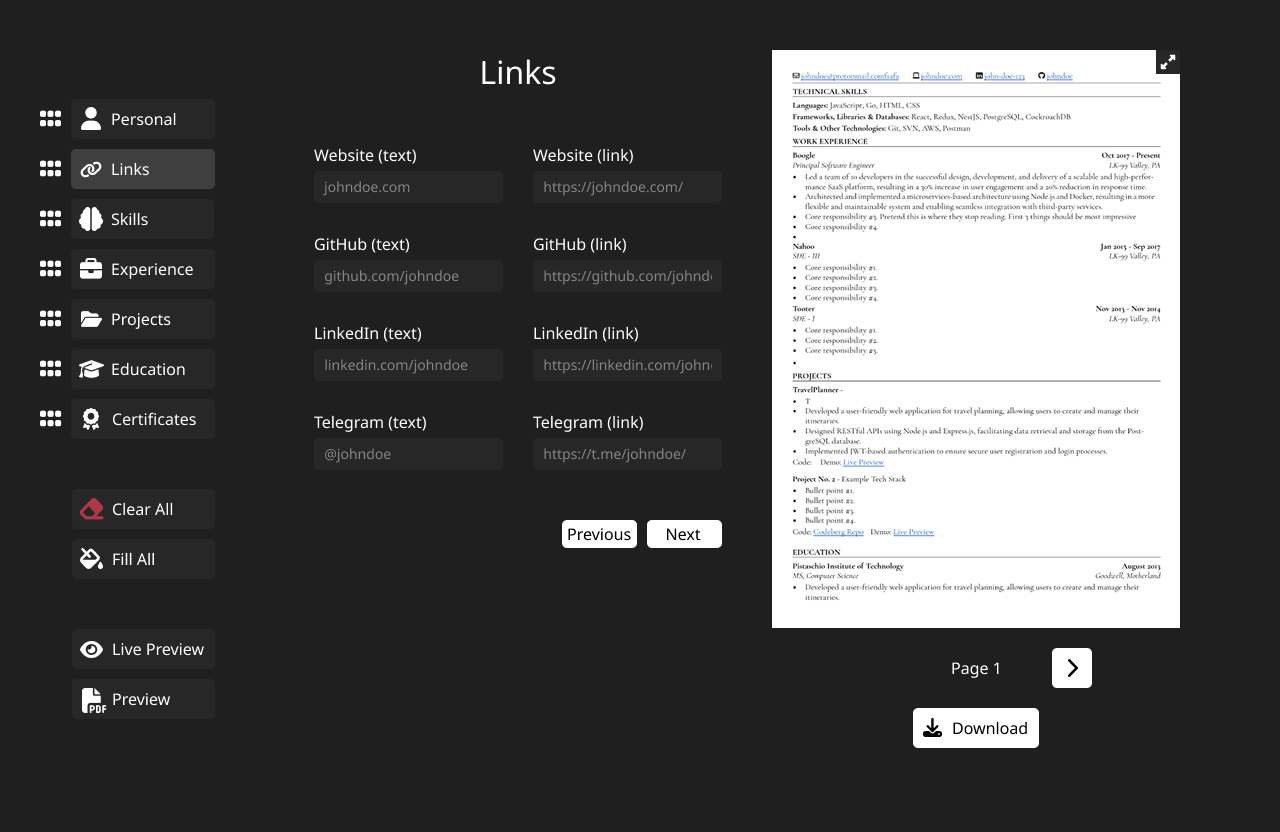 Links
Personal
Links
Skills
Experience
Projects
Education
Certificates
Clear All
Fill All
Live Preview
Preview
PDF
Website (text)
Website (link)
johndoe.com
https://johndoe.com/
GitHub (text)
GitHub (link)
github.com/johndoe
https://github.com/johnd
LinkedIn (text)
LinkedIn (link)
linkedin.com/johndoe
https://linkedin.com/john
Telegram (text)
Telegram (link)
@johndoe
https://t.me/johndoe/
Previous
Next
johndoe@protonmail.comfsafa johndoe.com john-doe-123 johndoe
TECHNICAL SKILLS
Languages: JavaScript, Go, HTML, CSS
Frameworks, Libraries & Databases: React, Redux, NestJS, PostgreSQL, CockroachDB
Tools & Other Technologies: Git, SVN, AWS, Postman
WORK EXPERIENCE
Boogle Oct 2017 - Present
Principal Software Engineer LK-99 Valley, PA
• Led a team of 10 developers in the successful design, development, and delivery of a scalable and high-perfor-
mance SaaS platform, resulting in a 30% increase in user engagement and a 20% reduction in response time.
• Architected and implemented a microservices-based architecture using Node.js and Docker, resulting in a more
flexible and maintainable system and enabling seamless integration with third-party services.
• Core responsibility #3. Pretend this is where they stop reading. First 3 things should be most impressive
• Core responsibility #4.
•
Nahoo Jan 2015 - Sep 2017
SDE - III LK-99 Valley, PA
• Core responsibility #1.
• Core responsibility #2.
• Core responsibility #3.
• Core responsibility #4.
Tooter Nov 2013 - Nov 2014
SDE - I LK-99 Valley, PA
• Core responsibility #1.
• Core responsibility #2.
• Core responsibility #3.
•
PROJECTS
TravelPlanner -
• T
• Developed a user-friendly web application for travel planning, allowing users to create and manage their
itineraries.
• Designed RESTful APIs using Node.js and Express.js, facilitating data retrieval and storage from the Post-
greSQL database.
• Implemented JWT-based authentication to ensure secure user registration and login processes.
Code: Demo: Live Preview
Project No. 2 - Example Tech Stack
• Bullet point #1.
• Bullet point #2.
• Bullet point #3.
• Bullet point #4.
Code: Codeberg Repo Demo: Live Preview
EDUCATION
Pistaschio Institute of Technology August 2013
MS, Computer Science Goodwell, Motherland
• Developed a user-friendly web application for travel planning, allowing users to create and manage their
itineraries.
Page 1
Download